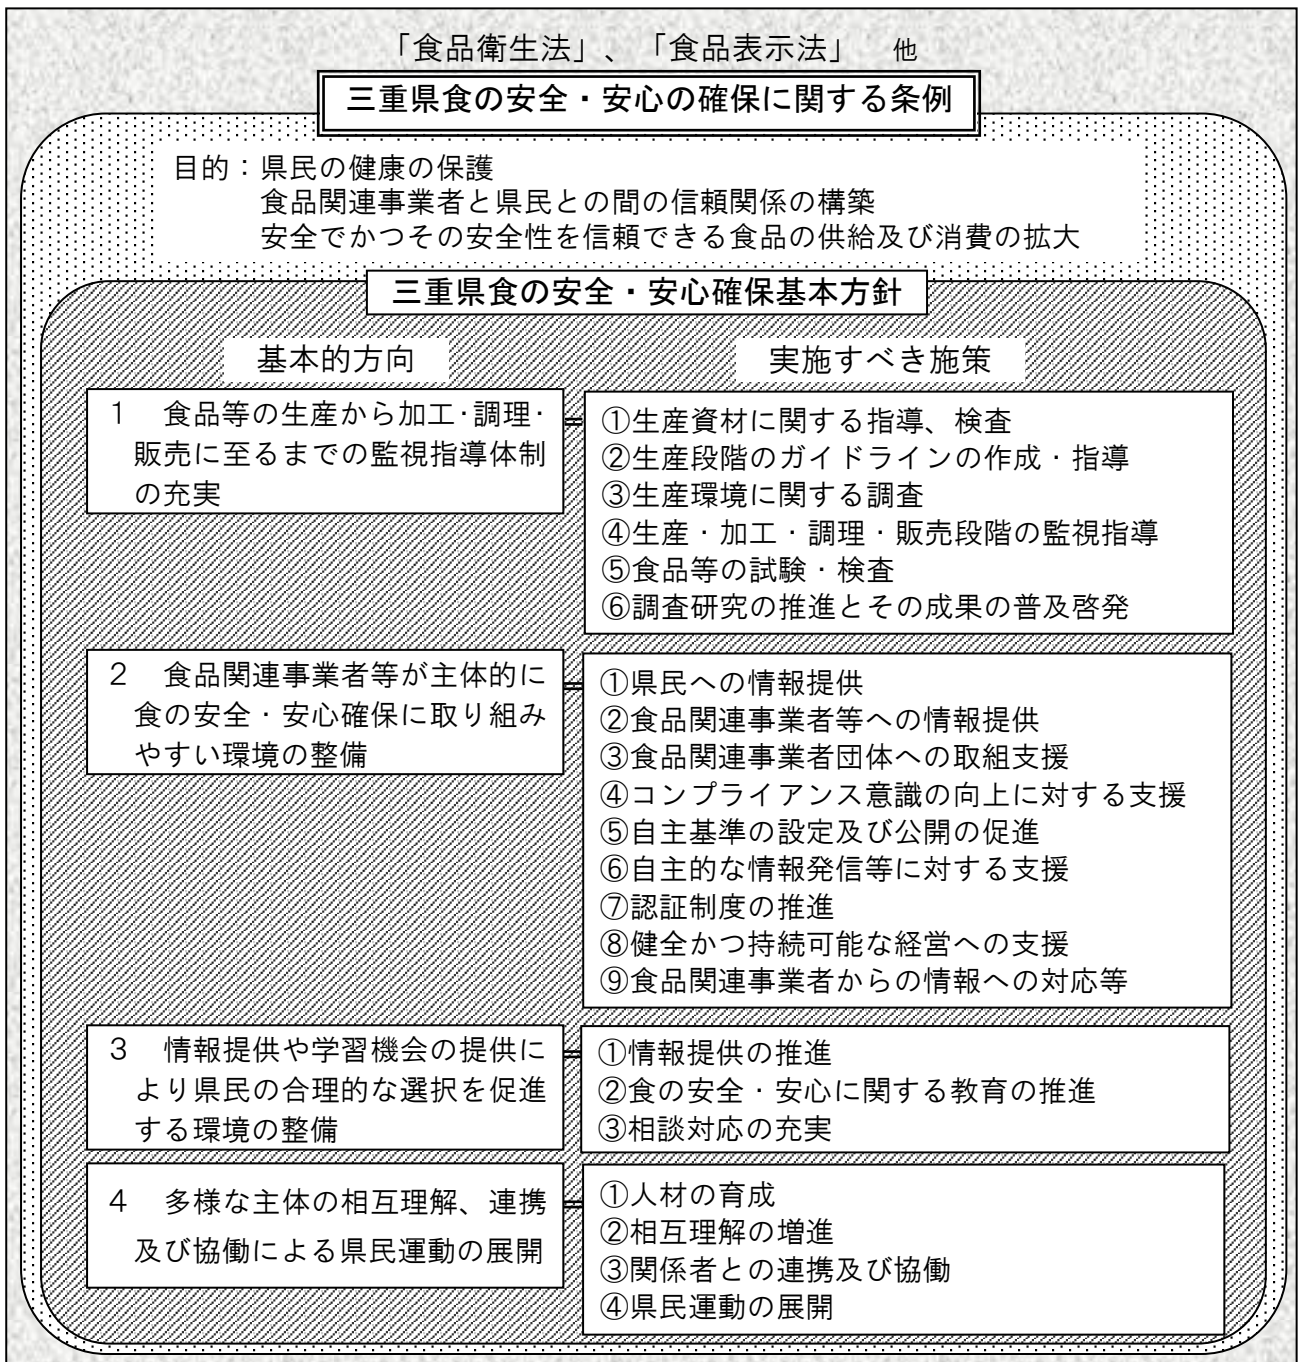 「食品衛生法」、「食品表示法」 他
三重県食の安全・安心の確保に関する条例
目的:県民の健康の保護
食品関連事業者と県民との間の信頼関係の構築
安全でかつその安全性を信頼できる食品の供給及び消費の拡大
三重県食の安全・安心確保基本方針
基本的方向
実施すべき施策
1 食品等の生産から加工・調理・
販売に至るまでの監視指導体制
の充実
①生産資材に関する指導、検査
②生産段階のガイドラインの作成・指導
③生産環境に関する調査
④生産・加工・調理・販売段階の監視指導
⑤食品等の試験・検査
⑥調査研究の推進とその成果の普及啓発
2 食品関連事業者等が主体的に
食の安全・安心確保に取り組み
やすい環境の整備
①県民への情報提供
②食品関連事業者等への情報提供
③食品関連事業者団体への取組支援
④コンプライアンス意識の向上に対する支援
⑤自主基準の設定及び公開の促進
⑥自主的な情報発信等に対する支援
⑦認証制度の推進
⑧健全かつ持続可能な経営への支援
⑨食品関連事業者からの情報への対応等
3 情報提供や学習機会の提供に
より県民の合理的な選択を促進
する環境の整備
①情報提供の推進
②食の安全・安心に関する教育の推進
③相談対応の充実
4 多様な主体の相互理解、連携
及び協働による県民運動の展開
①人材の育成
②相互理解の増進
③関係者との連携及び協働
④県民運動の展開